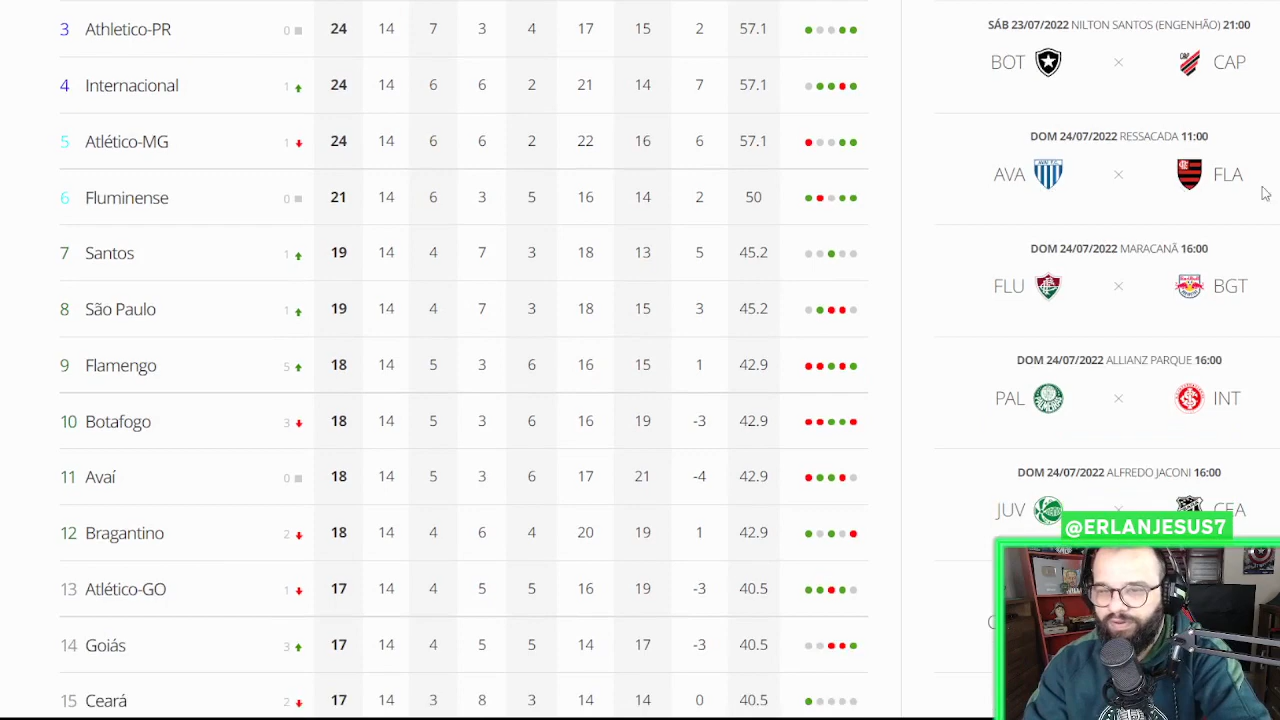 3 Athletico-PR 0 24 14 7 3 4 17 15 2 57.1
4 Internacional 1 24 14 6 6 2 21 14 7 57.1
5 Atlético-MG 1 24 14 6 6 2 22 16 6 57.1
6 Fluminense 0 21 14 6 3 5 16 14 2 50
7 Santos 1 19 14 4 7 3 18 13 5 45.2
8 São Paulo 1 19 14 4 7 3 18 15 3 45.2
9 Flamengo 5 18 14 5 3 6 16 15 1 42.9
10 Botafogo 3 18 14 5 3 6 16 19 -3 42.9
11 Avaí 0 18 14 5 3 6 17 21 -4 42.9
12 Bragantino 2 18 14 4 6 4 20 19 1 42.9
13 Atlético-GO 1 17 14 4 5 5 16 19 -3 40.5
14 Goiás 3 17 14 4 5 5 14 17 -3 40.5
15 Ceará 2 17 14 3 8 3 14 14 0 40.5
SÁB 23/07/2022 NILTON SANTOS (ENGENHÃO) 21:00
BOT × CAP
DOM 24/07/2022 RESSACADA 11:00
AVA × FLA
DOM 24/07/2022 MARACANÃ 16:00
FLU × BGT
DOM 24/07/2022 ALLIANZ PARQUE 16:00
PAL × INT
DOM 24/07/2022 ALFREDO JACONI 16:00
JUV × CEA
@ERLANJESUS7